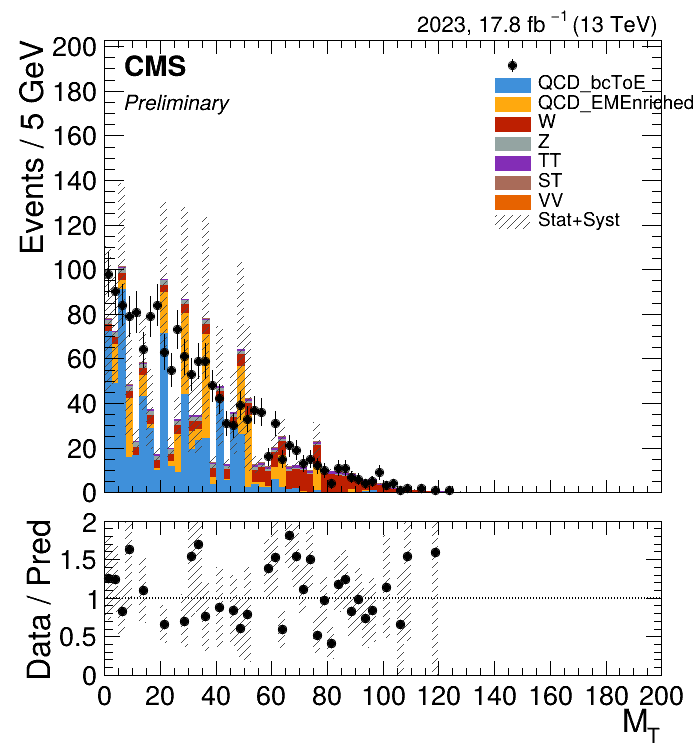 2023, 17.8 fb⁻¹ (13 TeV)
CMS
Preliminary
QCD_bcToE
QCD_EMEnriched
W
Z
TT
ST
VV
Stat+Syst
Events / 5 GeV
200
180
160
140
120
100
80
60
40
20
0
Data / Pred
2
1.5
1
0.5
0
0 20 40 60 80 100 120 140 160 180 200
M_T